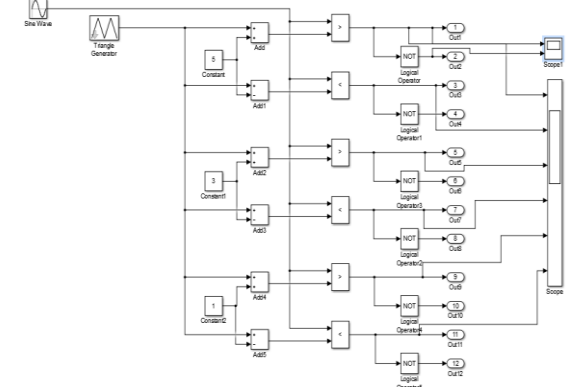 Sine Wave
Triangle
Generator
Add
>
1
Out1
NOT
Logical
Operator
2
Out2
Scope1
5
Constant
Add1
<
3
Out3
NOT
Logical
Operator1
4
Out4
Add2
>
5
Out5
3
Constant1
NOT
Logical
Operator3
6
Out6
Add3
<
7
Out7
NOT
Logical
Operator2
8
Out8
Add4
>
9
Out9
Scope
1
Constant2
NOT
Logical
Operator4
10
Out10
Add5
<
11
Out11
NOT
Logical
12
Out12